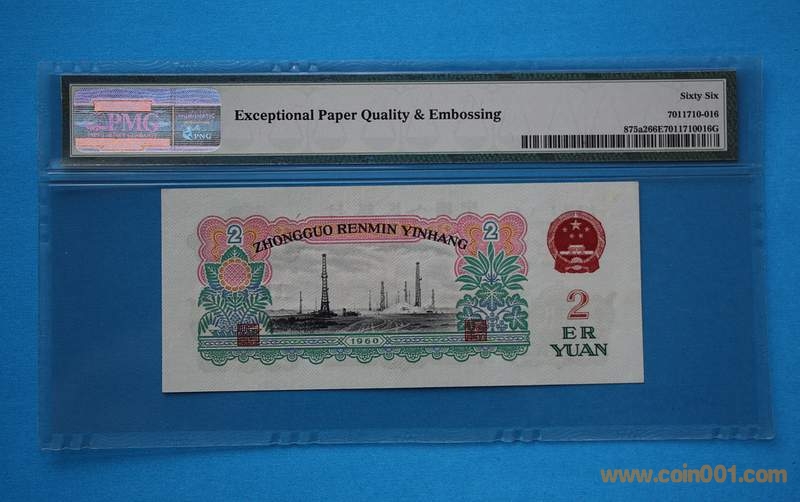 PMG
PMG
Exceptional Paper Quality & Embossing
Sixty Six
7011710-016
875a266E7011710016G
2
ZHONGGUO RENMIN YINHANG
2
1960
2
ER
YUAN
www.coin001.com